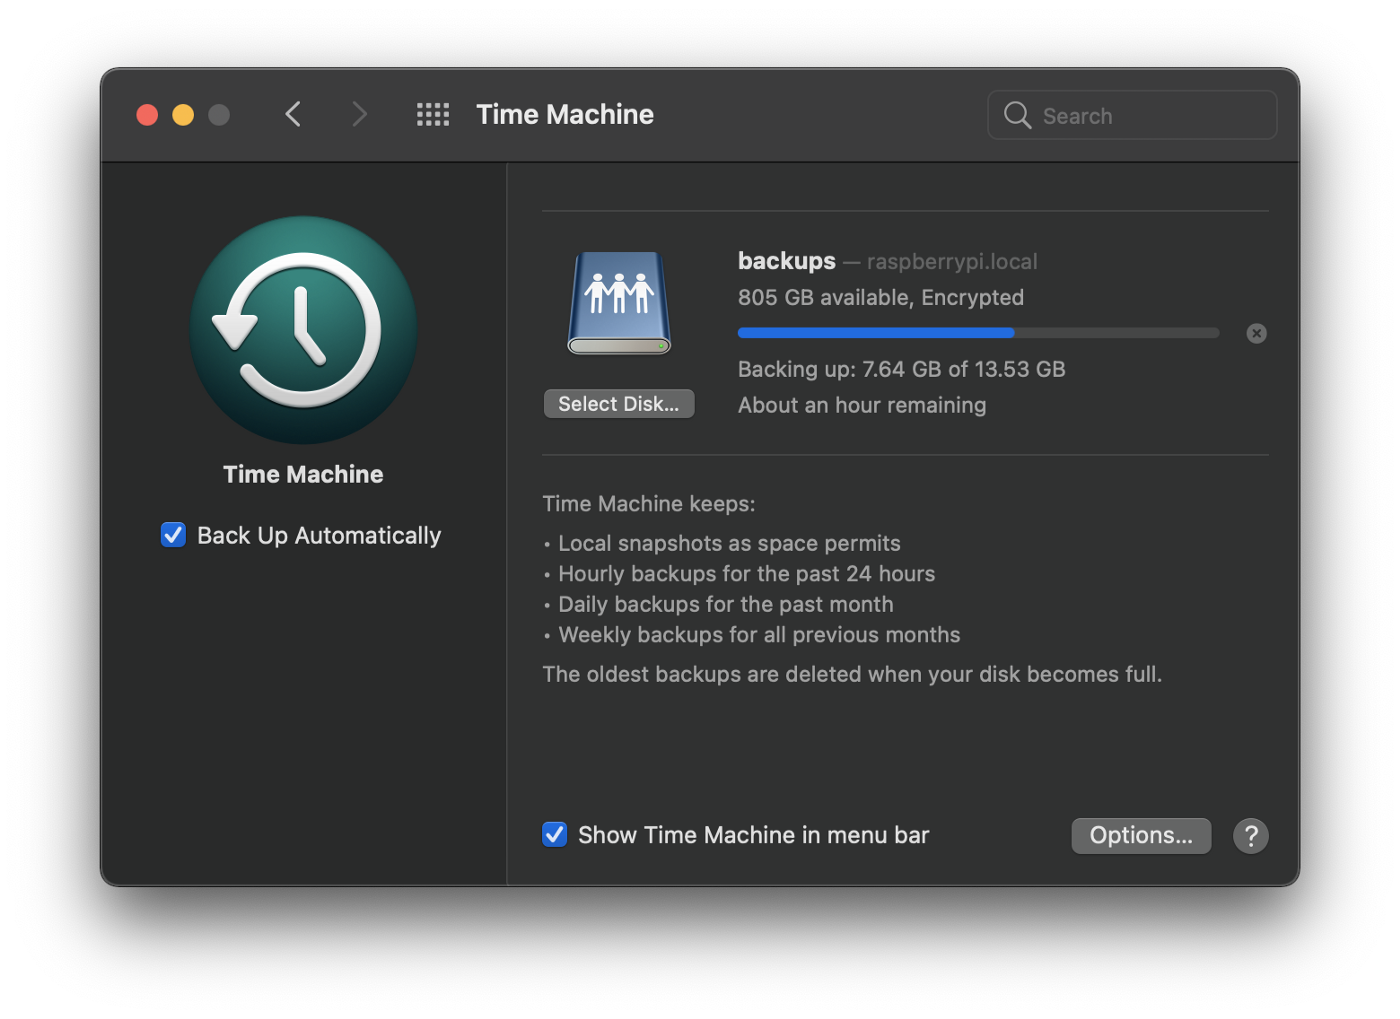 Time Machine
Search
Time Machine
Back Up Automatically
backups — raspberrypi.local
805 GB available, Encrypted
Backing up: 7.64 GB of 13.53 GB
About an hour remaining
Select Disk...
Time Machine keeps:
• Local snapshots as space permits
• Hourly backups for the past 24 hours
• Daily backups for the past month
• Weekly backups for all previous months
The oldest backups are deleted when your disk becomes full.
Show Time Machine in menu bar
Options...
?